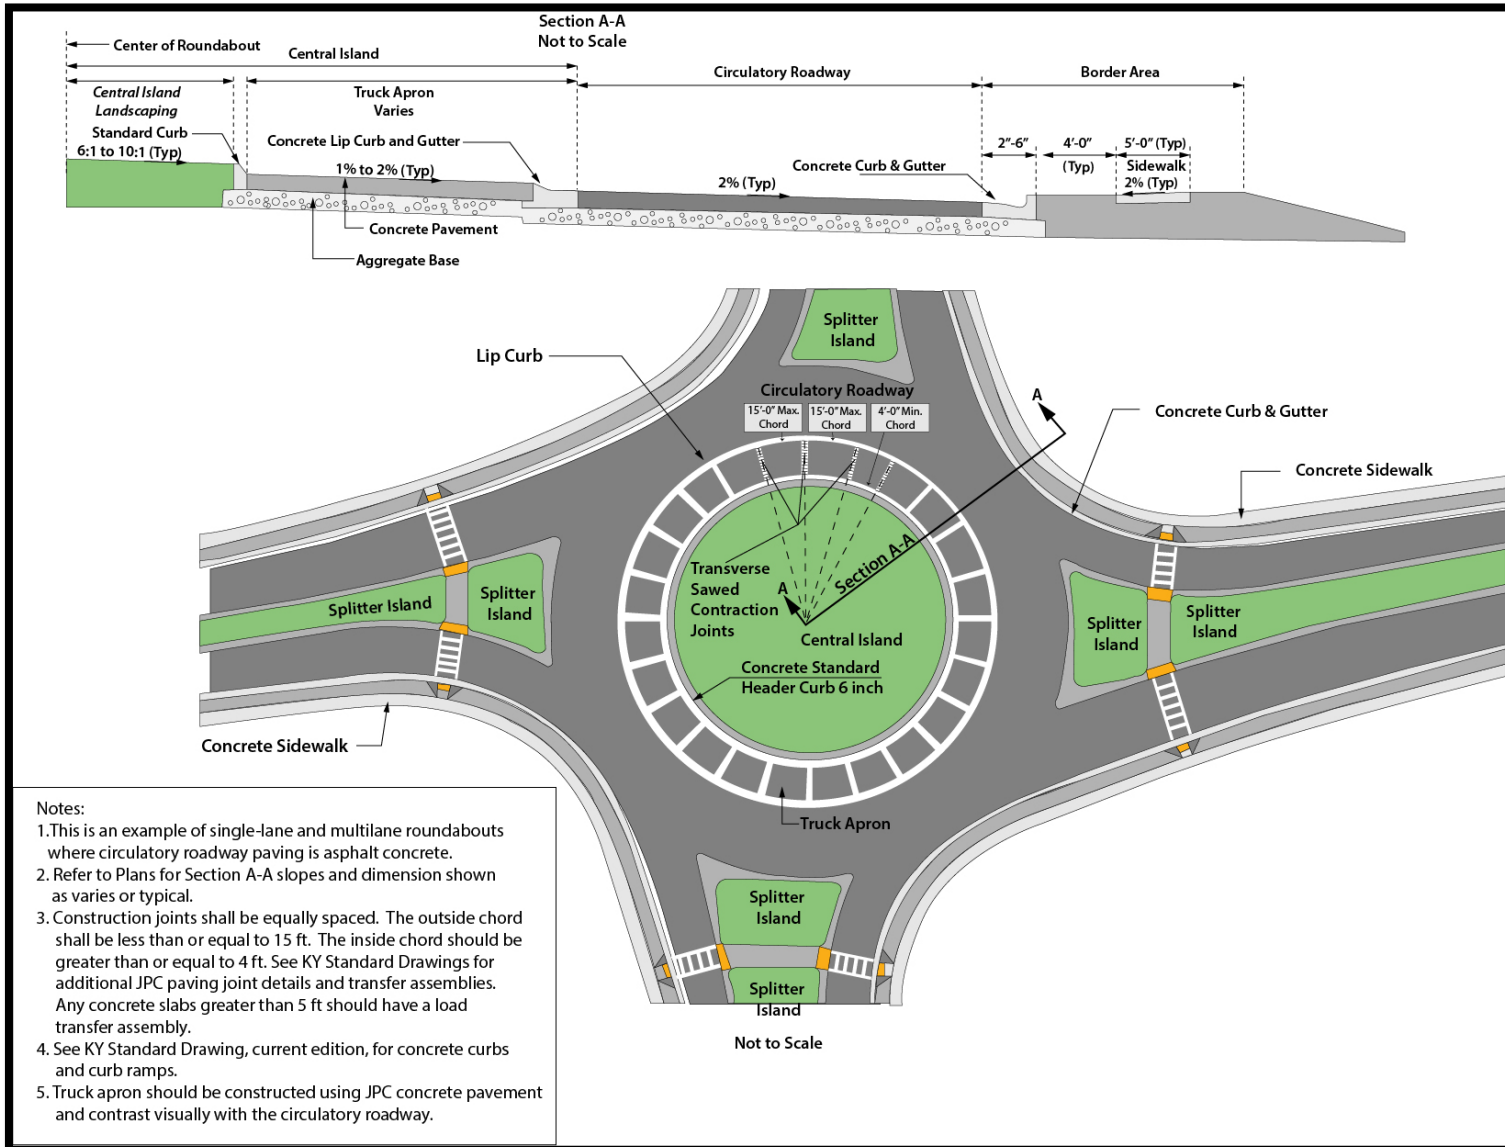 Section A-A
Not to Scale
Center of Roundabout
Central Island
Circulatory Roadway
Border Area
Central Island
Landscaping
Truck Apron
Varies
Standard Curb
Concrete Lip Curb and Gutter
6:1 to 10:1 (Typ)
1% to 2% (Typ)
2% (Typ)
Concrete Curb & Gutter
2”-6”
4’-0”
(Typ)
5’-0” (Typ)
Sidewalk
2% (Typ)
Concrete Pavement
Aggregate Base
Splitter
Island
Lip Curb
Circulatory Roadway
15’-0” Max.
Chord
15’-0” Max.
Chord
4’-0” Min.
Chord
A
Concrete Curb & Gutter
Concrete Sidewalk
Section A-A
Transverse
Sawed
Contraction
Joints
A
Central Island
Concrete Standard
Header Curb 6 inch
Splitter Island
Splitter
Island
Splitter
Island
Splitter
Island
Concrete Sidewalk
Truck Apron
Splitter
Island
Splitter
Island
Not to Scale
Notes:
1.This is an example of single-lane and multilane roundabouts
where circulatory roadway paving is asphalt concrete.
2. Refer to Plans for Section A-A slopes and dimension shown
as varies or typical.
3. Construction joints shall be equally spaced. The outside chord
shall be less than or equal to 15 ft. The inside chord should be
greater than or equal to 4 ft. See KY Standard Drawings for
additional JPC paving joint details and transfer assemblies.
Any concrete slabs greater than 5 ft should have a load
transfer assembly.
4. See KY Standard Drawing, current edition, for concrete curbs
and curb ramps.
5. Truck apron should be constructed using JPC concrete pavement
and contrast visually with the circulatory roadway.